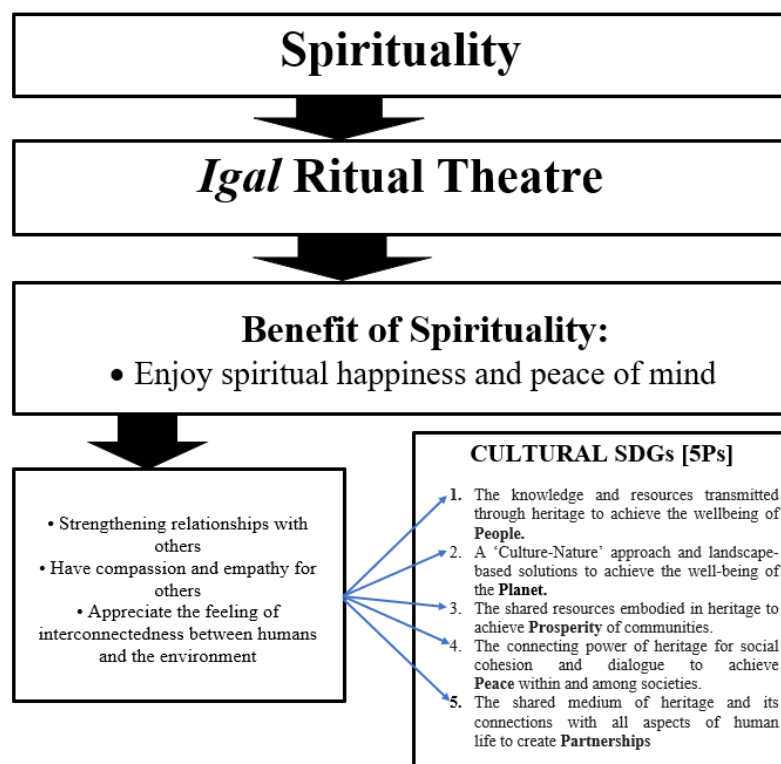 Spirituality
Igal Ritual Theatre
Benefit of Spirituality:
• Enjoy spiritual happiness and peace of mind
• Strengthening relationships with
others
• Have compassion and empathy for
others
• Appreciate the feeling of
interconnectedness between humans
and the environment
CULTURAL SDGs [5Ps]
1. The knowledge and resources transmitted
through heritage to achieve the wellbeing of
People.
2. A ‘Culture-Nature’ approach and landscape-
based solutions to achieve the well-being of
the Planet.
3. The shared resources embodied in heritage to
achieve Prosperity of communities.
4. The connecting power of heritage for social
cohesion and dialogue to achieve
Peace within and among societies.
5. The shared medium of heritage and its
connections with all aspects of human
life to create Partnerships